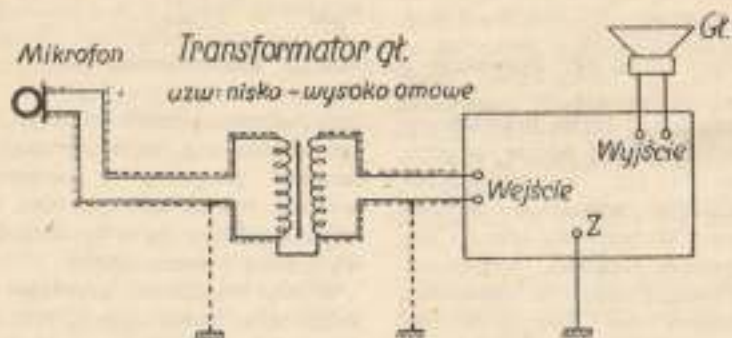 Mikrofon
Transformator gł.
uzw: nisko - wysoko omowe
Gł.
Wyjście
Wejście
Z